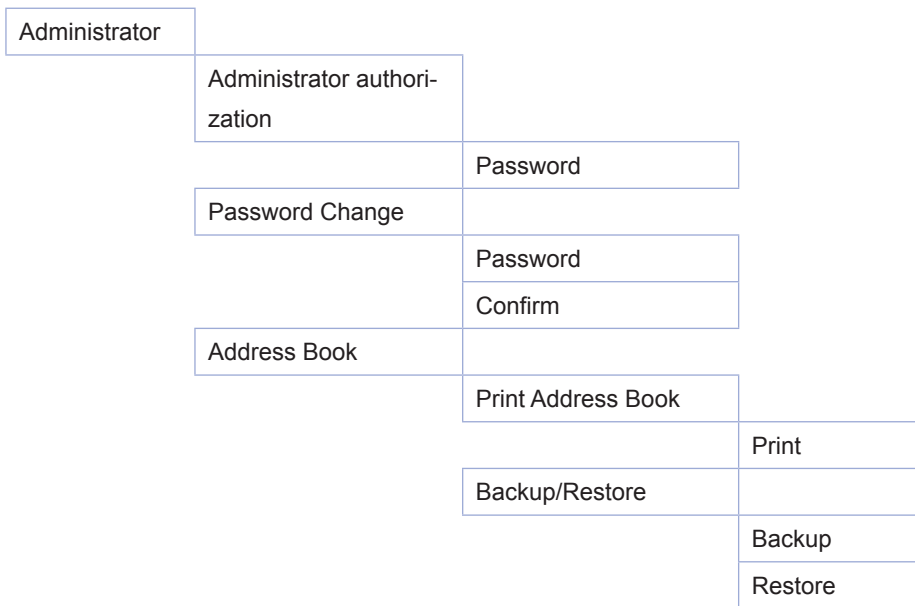 Administrator
Administrator authori-
zation
Password
Password Change
Password
Confirm
Address Book
Print Address Book
Print
Backup/Restore
Backup
Restore